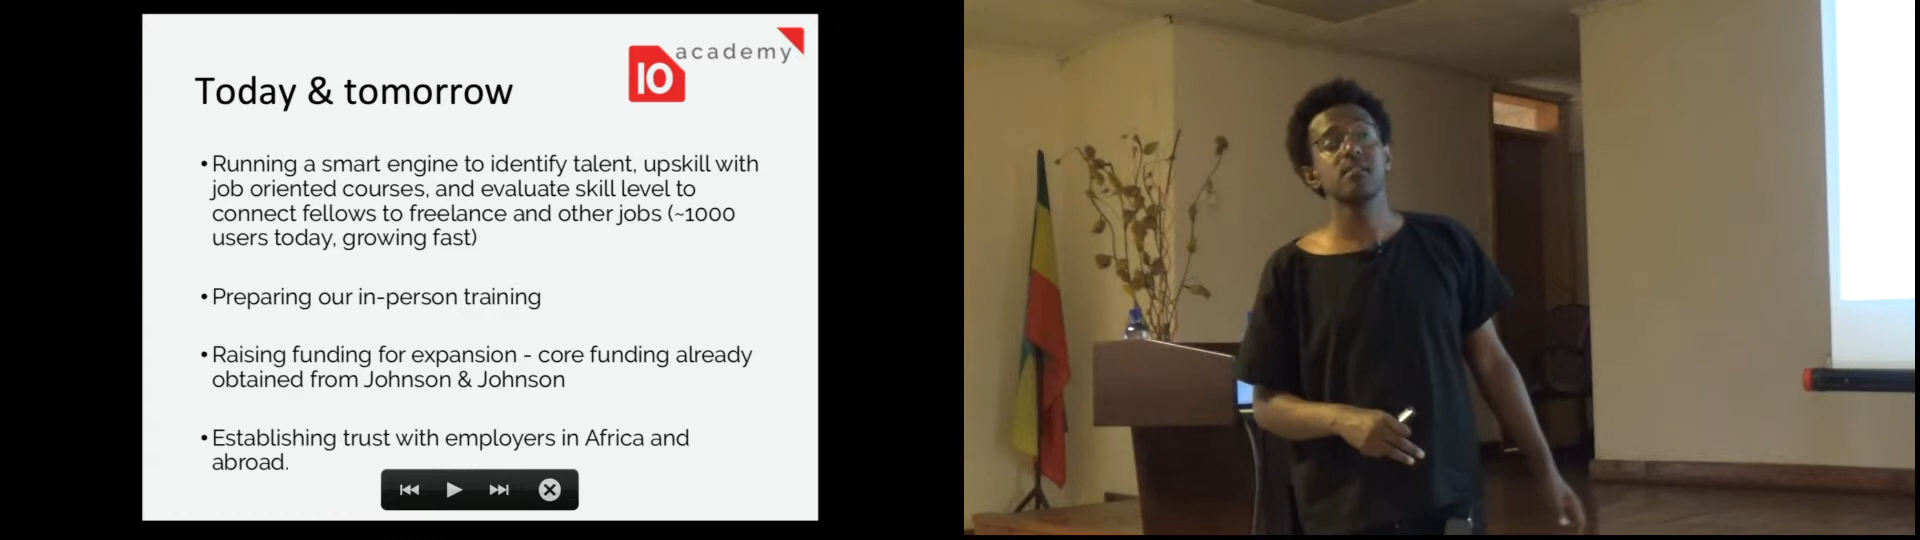 10 academy
Today & tomorrow
• Running a smart engine to identify talent, upskill with
job oriented courses, and evaluate skill level to
connect fellows to freelance and other jobs (~1000
users today, growing fast)
• Preparing our in-person training
• Raising funding for expansion - core funding already
obtained from Johnson & Johnson
• Establishing trust with employers in Africa and
abroad.